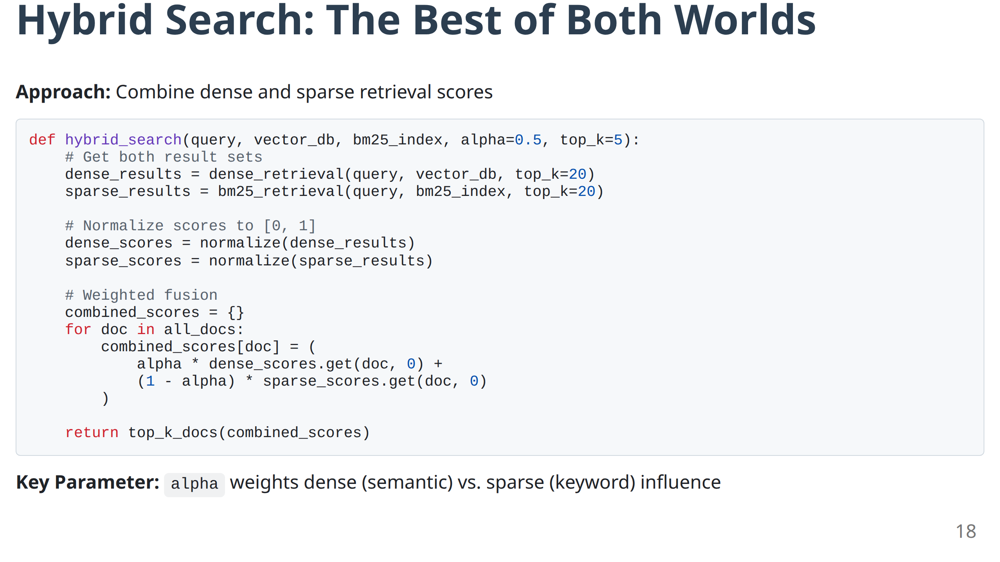 Hybrid Search: The Best of Both Worlds
Approach: Combine dense and sparse retrieval scores
def hybrid_search(query, vector_db, bm25_index, alpha=0.5, top_k=5):
    # Get both result sets
    dense_results = dense_retrieval(query, vector_db, top_k=20)
    sparse_results = bm25_retrieval(query, bm25_index, top_k=20)

    # Normalize scores to [0, 1]
    dense_scores = normalize(dense_results)
    sparse_scores = normalize(sparse_results)

    # Weighted fusion
    combined_scores = {}
    for doc in all_docs:
        combined_scores[doc] = (
            alpha * dense_scores.get(doc, 0) +
            (1 - alpha) * sparse_scores.get(doc, 0)
        )

    return top_k_docs(combined_scores)
Key Parameter: alpha weights dense (semantic) vs. sparse (keyword) influence
18